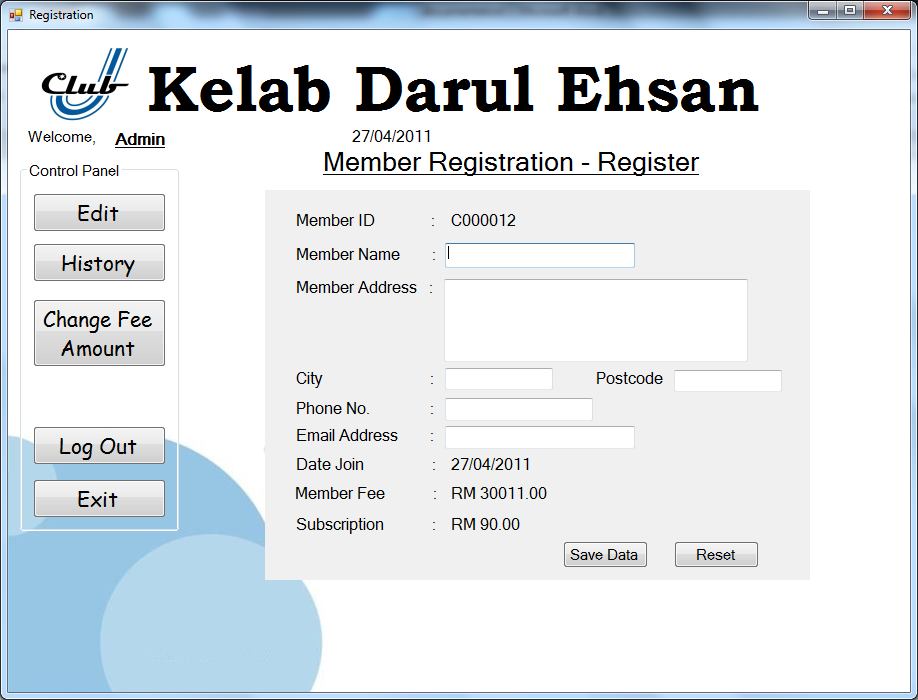 Registration
Club
Kelab Darul Ehsan
Welcome, Admin
27/04/2011
Member Registration - Register
Control Panel
Edit
History
Change Fee
Amount
Log Out
Exit
Member ID : C000012
Member Name :
Member Address :
City :
Postcode
Phone No. :
Email Address :
Date Join : 27/04/2011
Member Fee : RM 30011.00
Subscription : RM 90.00
Save Data
Reset